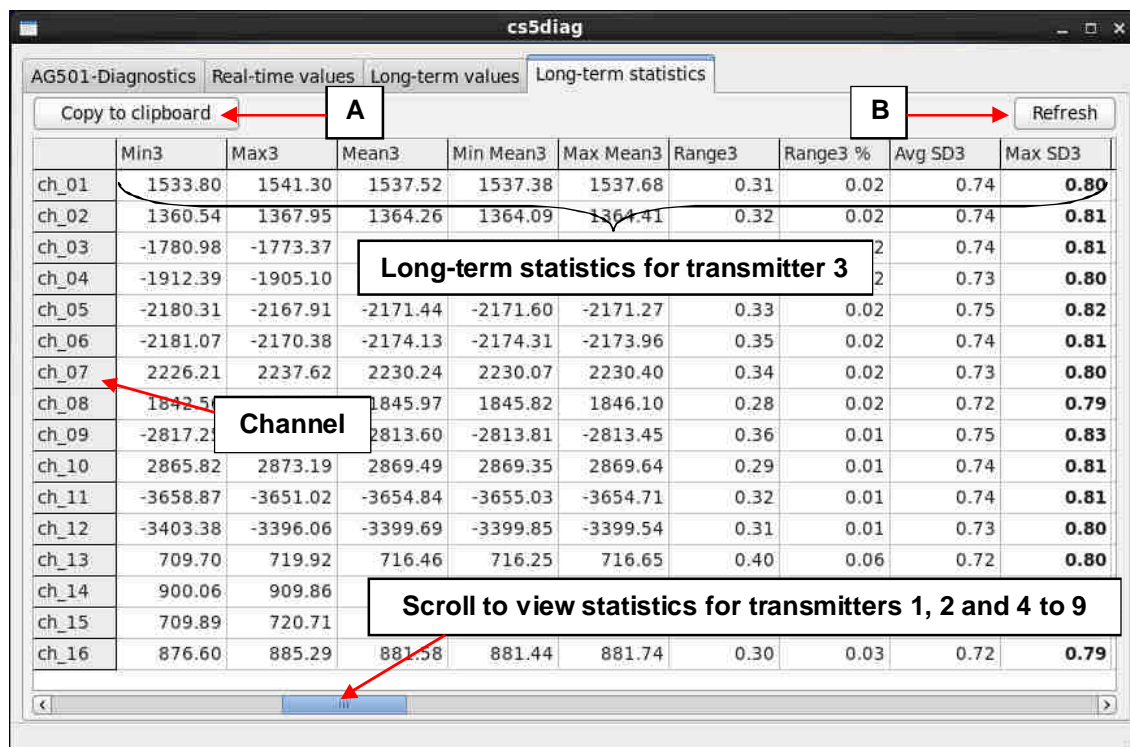 cs5diag
AG501-Diagnostics Real-time values Long-term values Long-term statistics
Copy to clipboard A B Refresh
Min3 Max3 Mean3 Min Mean3 Max Mean3 Range3 Range3 % Avg SD3 Max SD3
ch_01 1533.80 1541.30 1537.52 1537.38 1537.68 0.31 0.02 0.74 0.80
ch_02 1360.54 1367.95 1364.26 1364.09 1364.41 0.32 0.02 0.74 0.81
ch_03 -1780.98 -1773.37 2 0.74 0.81
Long-term statistics for transmitter 3
ch_04 -1912.39 -1905.10 2 0.73 0.80
ch_05 -2180.31 -2167.91 -2171.44 -2171.60 -2171.27 0.33 0.02 0.75 0.82
ch_06 -2181.07 -2170.38 -2174.13 -2174.31 -2173.96 0.35 0.02 0.74 0.81
ch_07 2226.21 2237.62 2230.24 2230.07 2230.40 0.34 0.02 0.73 0.80
ch_08 1842.5 1845.97 1845.82 1846.10 0.28 0.02 0.72 0.79
Channel
ch_09 -2817.2 2813.60 -2813.81 -2813.45 0.36 0.01 0.75 0.83
ch_10 2865.82 2873.19 2869.49 2869.35 2869.64 0.29 0.01 0.74 0.81
ch_11 -3658.87 -3651.02 -3654.84 -3655.03 -3654.71 0.32 0.01 0.74 0.81
ch_12 -3403.38 -3396.06 -3399.69 -3399.85 -3399.54 0.31 0.01 0.73 0.80
ch_13 709.70 719.92 716.46 716.25 716.65 0.40 0.06 0.72 0.80
ch_14 900.06 909.86
Scroll to view statistics for transmitters 1, 2 and 4 to 9
ch_15 709.89 720.71
ch_16 876.60 885.29 881.58 881.44 881.74 0.30 0.03 0.72 0.79